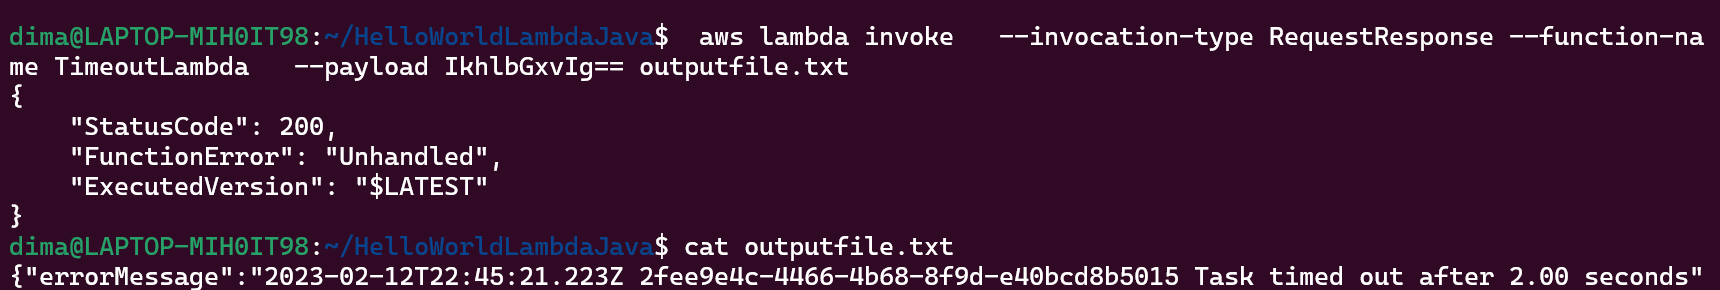 dima@LAPTOP-MIH0IT98:~/HelloWorldLambdaJava$  aws lambda invoke   --invocation-type RequestResponse --function-na
me TimeoutLambda   --payload IkhlbGxvIg== outputfile.txt
{
    "StatusCode": 200,
    "FunctionError": "Unhandled",
    "ExecutedVersion": "$LATEST"
}
dima@LAPTOP-MIH0IT98:~/HelloWorldLambdaJava$ cat outputfile.txt
{"errorMessage":"2023-02-12T22:45:21.223Z 2fee9e4c-4466-4b68-8f9d-e40bcd8b5015 Task timed out after 2.00 seconds"